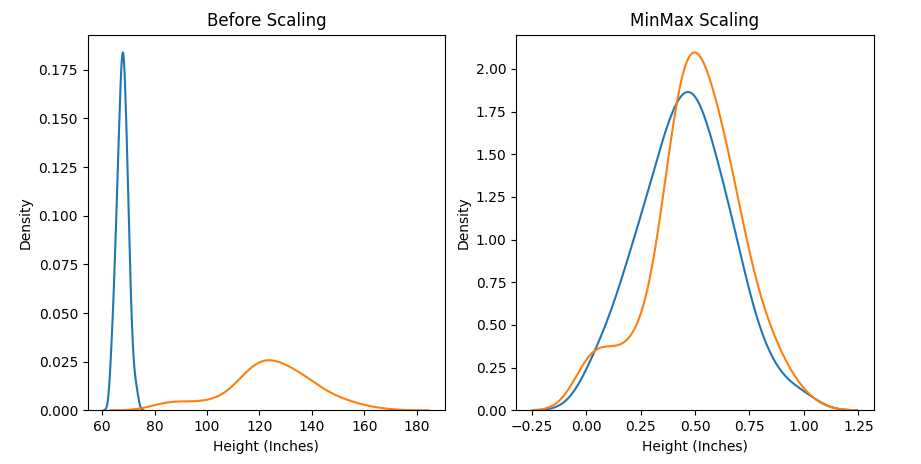 Before Scaling
Density
0.175
0.150
0.125
0.100
0.075
0.050
0.025
0.000
60 80 100 120 140 160 180
Height (Inches)
MinMax Scaling
Density
2.00
1.75
1.50
1.25
1.00
0.75
0.50
0.25
0.00
−0.25 0.00 0.25 0.50 0.75 1.00 1.25
Height (Inches)